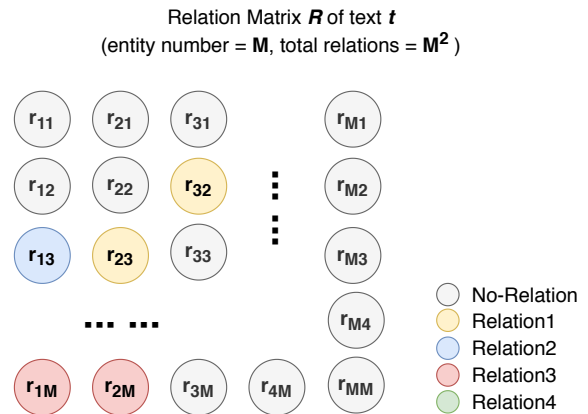 Relation Matrix R of text t
(entity number = M, total relations = M² )
r11 r21 r31 rM1
r12 r22 r32 rM2
r13 r23 r33 rM3
rM4
r1M r2M r3M r4M rMM
No-Relation
Relation1
Relation2
Relation3
Relation4